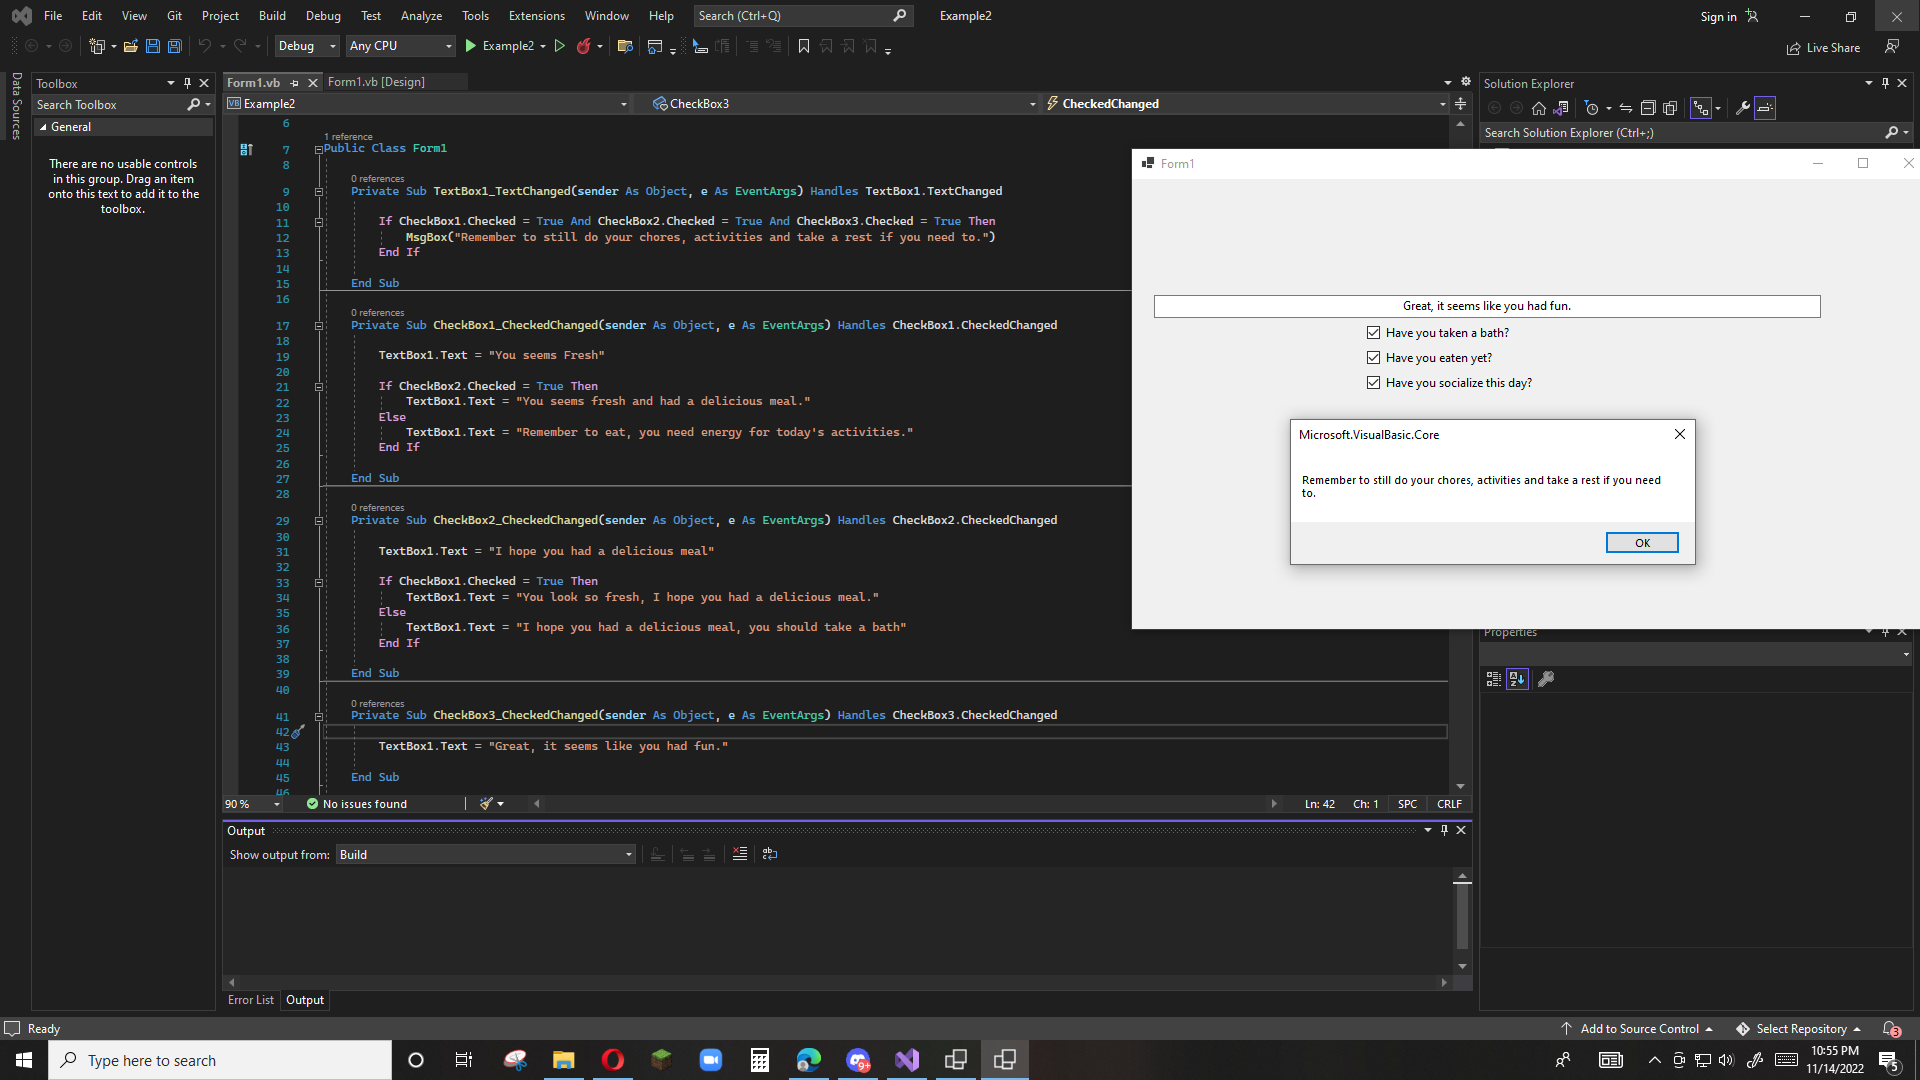 File Edit View Git Project Build Debug Test Analyze Tools Extensions Window Help Search (Ctrl+Q) Example2 Sign in
Debug Any CPU Example2 Live Share
Data Sources
Toolbox
Search Toolbox
General
There are no usable controls
in this group. Drag an item
onto this text to add it to the
toolbox.
Form1.vb Form1.vb [Design]
VB Example2 CheckBox3 CheckedChanged
6
1 reference
7 Public Class Form1
8
0 references
9 Private Sub TextBox1_TextChanged(sender As Object, e As EventArgs) Handles TextBox1.TextChanged
10
11 If CheckBox1.Checked = True And CheckBox2.Checked = True And CheckBox3.Checked = True Then
12 MsgBox("Remember to still do your chores, activities and take a rest if you need to.")
13 End If
14
15 End Sub
16
0 references
17 Private Sub CheckBox1_CheckedChanged(sender As Object, e As EventArgs) Handles CheckBox1.CheckedChanged
18
19 TextBox1.Text = "You seems Fresh"
20
21 If CheckBox2.Checked = True Then
22 TextBox1.Text = "You seems fresh and had a delicious meal."
23 Else
24 TextBox1.Text = "Remember to eat, you need energy for today's activities."
25 End If
26
27 End Sub
28
0 references
29 Private Sub CheckBox2_CheckedChanged(sender As Object, e As EventArgs) Handles CheckBox2.CheckedChanged
30
31 TextBox1.Text = "I hope you had a delicious meal"
32
33 If CheckBox1.Checked = True Then
34 TextBox1.Text = "You look so fresh, I hope you had a delicious meal."
35 Else
36 TextBox1.Text = "I hope you had a delicious meal, you should take a bath"
37 End If
38
39 End Sub
40
0 references
41 Private Sub CheckBox3_CheckedChanged(sender As Object, e As EventArgs) Handles CheckBox3.CheckedChanged
42
43 TextBox1.Text = "Great, it seems like you had fun."
44
45 End Sub
46
90 % No issues found Ln: 42 Ch: 1 SPC CRLF
Output
Show output from: Build
Error List Output
Solution Explorer
Search Solution Explorer (Ctrl+;)
Form1
Great, it seems like you had fun.
Have you taken a bath?
Have you eaten yet?
Have you socialize this day?
Microsoft.VisualBasic.Core
Remember to still do your chores, activities and take a rest if you need
to.
OK
Properties
Ready Add to Source Control Select Repository 3
Type here to search 9+ 10:55 PM
11/14/2022 5